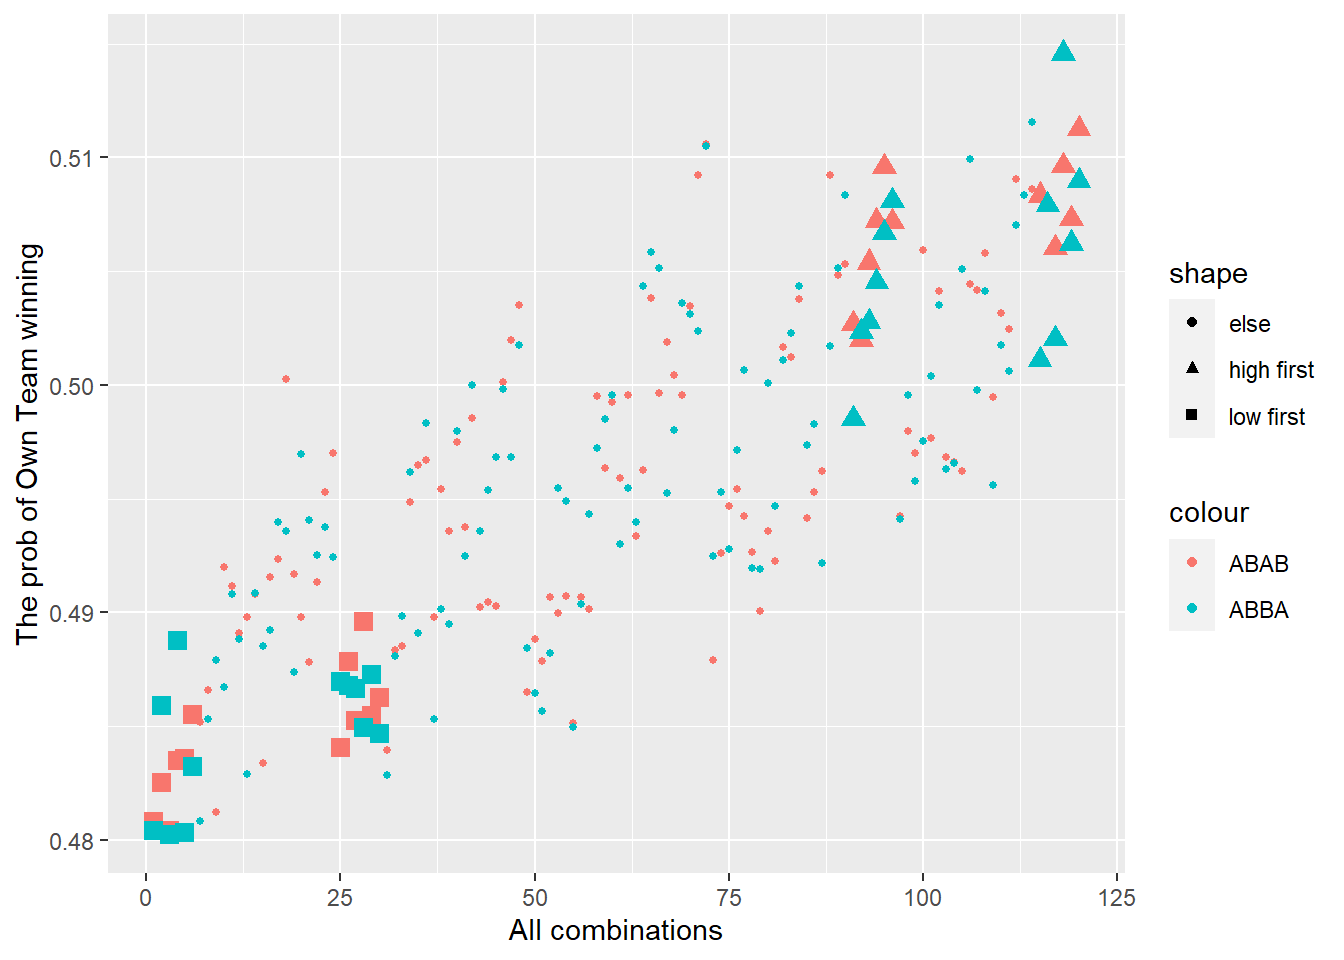 The prob of Own Team winning
0.51
0.50
0.49
0.48
0
25
50
75
100
125
All combinations
shape
else
high first
low first
colour
ABAB
ABBA